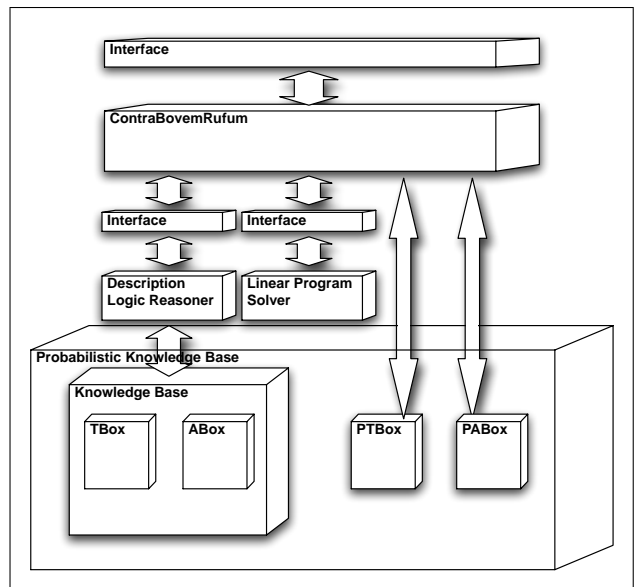 Interface
ContraBovemRufum
Interface
Interface
Description
Logic Reasoner
Linear Program
Solver
Probabilistic Knowledge Base
Knowledge Base
TBox
ABox
PTBox
PABox